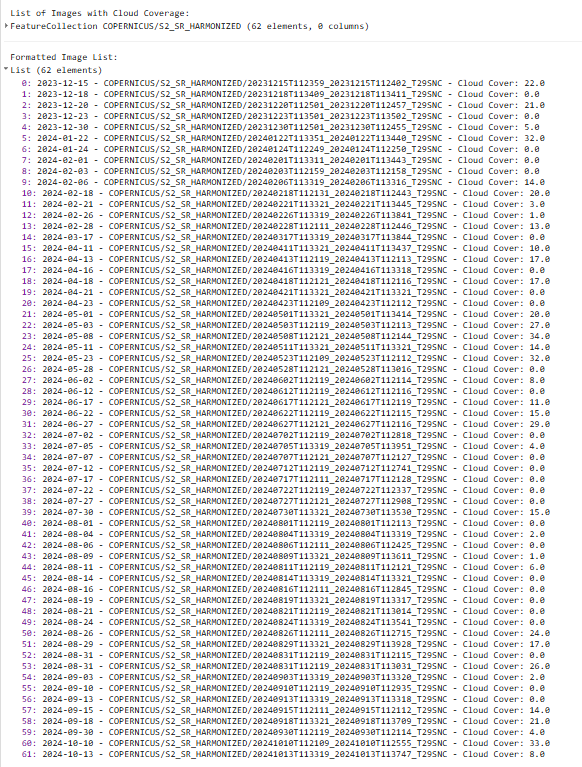 List of Images with Cloud Coverage:
FeatureCollection COPERNICUS/S2_SR_HARMONIZED (62 elements, 0 columns)
Formatted Image List:
List (62 elements)
0: 2023-12-15 - COPERNICUS/S2_SR_HARMONIZED/20231215T112359_20231215T112402_T29SNC - Cloud Cover: 22.0
1: 2023-12-18 - COPERNICUS/S2_SR_HARMONIZED/20231218T113409_20231218T113411_T29SNC - Cloud Cover: 0.0
2: 2023-12-20 - COPERNICUS/S2_SR_HARMONIZED/20231220T112501_20231220T112457_T29SNC - Cloud Cover: 21.0
3: 2023-12-23 - COPERNICUS/S2_SR_HARMONIZED/20231223T113501_20231223T113502_T29SNC - Cloud Cover: 0.0
4: 2023-12-30 - COPERNICUS/S2_SR_HARMONIZED/20231230T112501_20231230T112455_T29SNC - Cloud Cover: 5.0
5: 2024-01-22 - COPERNICUS/S2_SR_HARMONIZED/20240122T113351_20240122T113440_T29SNC - Cloud Cover: 32.0
6: 2024-01-24 - COPERNICUS/S2_SR_HARMONIZED/20240124T112249_20240124T112250_T29SNC - Cloud Cover: 0.0
7: 2024-02-01 - COPERNICUS/S2_SR_HARMONIZED/20240201T113311_20240201T113443_T29SNC - Cloud Cover: 0.0
8: 2024-02-03 - COPERNICUS/S2_SR_HARMONIZED/20240203T112159_20240203T112158_T29SNC - Cloud Cover: 0.0
9: 2024-02-06 - COPERNICUS/S2_SR_HARMONIZED/20240206T113319_20240206T113316_T29SNC - Cloud Cover: 14.0
10: 2024-02-18 - COPERNICUS/S2_SR_HARMONIZED/20240218T112131_20240218T112443_T29SNC - Cloud Cover: 20.0
11: 2024-02-21 - COPERNICUS/S2_SR_HARMONIZED/20240221T113321_20240221T113445_T29SNC - Cloud Cover: 3.0
12: 2024-02-26 - COPERNICUS/S2_SR_HARMONIZED/20240226T113319_20240226T113841_T29SNC - Cloud Cover: 1.0
13: 2024-02-28 - COPERNICUS/S2_SR_HARMONIZED/20240228T112111_20240228T112446_T29SNC - Cloud Cover: 13.0
14: 2024-03-17 - COPERNICUS/S2_SR_HARMONIZED/20240317T113319_20240317T113844_T29SNC - Cloud Cover: 0.0
15: 2024-04-11 - COPERNICUS/S2_SR_HARMONIZED/20240411T113321_20240411T113437_T29SNC - Cloud Cover: 10.0
16: 2024-04-13 - COPERNICUS/S2_SR_HARMONIZED/20240413T112119_20240413T112113_T29SNC - Cloud Cover: 17.0
17: 2024-04-16 - COPERNICUS/S2_SR_HARMONIZED/20240416T113319_20240416T113318_T29SNC - Cloud Cover: 0.0
18: 2024-04-18 - COPERNICUS/S2_SR_HARMONIZED/20240418T112121_20240418T112116_T29SNC - Cloud Cover: 17.0
19: 2024-04-21 - COPERNICUS/S2_SR_HARMONIZED/20240421T113321_20240421T113321_T29SNC - Cloud Cover: 0.0
20: 2024-04-23 - COPERNICUS/S2_SR_HARMONIZED/20240423T112109_20240423T112112_T29SNC - Cloud Cover: 0.0
21: 2024-05-01 - COPERNICUS/S2_SR_HARMONIZED/20240501T113321_20240501T113414_T29SNC - Cloud Cover: 20.0
22: 2024-05-03 - COPERNICUS/S2_SR_HARMONIZED/20240503T112119_20240503T112113_T29SNC - Cloud Cover: 27.0
23: 2024-05-08 - COPERNICUS/S2_SR_HARMONIZED/20240508T112121_20240508T112144_T29SNC - Cloud Cover: 34.0
24: 2024-05-11 - COPERNICUS/S2_SR_HARMONIZED/20240511T113321_20240511T113321_T29SNC - Cloud Cover: 14.0
25: 2024-05-23 - COPERNICUS/S2_SR_HARMONIZED/20240523T112109_20240523T112112_T29SNC - Cloud Cover: 32.0
26: 2024-05-28 - COPERNICUS/S2_SR_HARMONIZED/20240528T112121_20240528T113016_T29SNC - Cloud Cover: 0.0
27: 2024-06-02 - COPERNICUS/S2_SR_HARMONIZED/20240602T112119_20240602T112114_T29SNC - Cloud Cover: 8.0
28: 2024-06-12 - COPERNICUS/S2_SR_HARMONIZED/20240612T112119_20240612T112116_T29SNC - Cloud Cover: 0.0
29: 2024-06-17 - COPERNICUS/S2_SR_HARMONIZED/20240617T112121_20240617T112119_T29SNC - Cloud Cover: 11.0
30: 2024-06-22 - COPERNICUS/S2_SR_HARMONIZED/20240622T112119_20240622T112115_T29SNC - Cloud Cover: 15.0
31: 2024-06-27 - COPERNICUS/S2_SR_HARMONIZED/20240627T112121_20240627T112116_T29SNC - Cloud Cover: 29.0
32: 2024-07-02 - COPERNICUS/S2_SR_HARMONIZED/20240702T112119_20240702T112818_T29SNC - Cloud Cover: 0.0
33: 2024-07-05 - COPERNICUS/S2_SR_HARMONIZED/20240705T113319_20240705T113951_T29SNC - Cloud Cover: 4.0
34: 2024-07-07 - COPERNICUS/S2_SR_HARMONIZED/20240707T112121_20240707T112127_T29SNC - Cloud Cover: 0.0
35: 2024-07-12 - COPERNICUS/S2_SR_HARMONIZED/20240712T112119_20240712T112741_T29SNC - Cloud Cover: 0.0
36: 2024-07-17 - COPERNICUS/S2_SR_HARMONIZED/20240717T112111_20240717T112128_T29SNC - Cloud Cover: 0.0
37: 2024-07-22 - COPERNICUS/S2_SR_HARMONIZED/20240722T112119_20240722T112337_T29SNC - Cloud Cover: 0.0
38: 2024-07-27 - COPERNICUS/S2_SR_HARMONIZED/20240727T112121_20240727T112908_T29SNC - Cloud Cover: 0.0
39: 2024-07-30 - COPERNICUS/S2_SR_HARMONIZED/20240730T113321_20240730T113530_T29SNC - Cloud Cover: 15.0
40: 2024-08-01 - COPERNICUS/S2_SR_HARMONIZED/20240801T112119_20240801T112113_T29SNC - Cloud Cover: 0.0
41: 2024-08-04 - COPERNICUS/S2_SR_HARMONIZED/20240804T113319_20240804T113319_T29SNC - Cloud Cover: 2.0
42: 2024-08-06 - COPERNICUS/S2_SR_HARMONIZED/20240806T112111_20240806T112425_T29SNC - Cloud Cover: 0.0
43: 2024-08-09 - COPERNICUS/S2_SR_HARMONIZED/20240809T113321_20240809T113611_T29SNC - Cloud Cover: 1.0
44: 2024-08-11 - COPERNICUS/S2_SR_HARMONIZED/20240811T112119_20240811T112121_T29SNC - Cloud Cover: 6.0
45: 2024-08-14 - COPERNICUS/S2_SR_HARMONIZED/20240814T113319_20240814T113321_T29SNC - Cloud Cover: 0.0
46: 2024-08-16 - COPERNICUS/S2_SR_HARMONIZED/20240816T112111_20240816T112845_T29SNC - Cloud Cover: 0.0
47: 2024-08-19 - COPERNICUS/S2_SR_HARMONIZED/20240819T113321_20240819T113317_T29SNC - Cloud Cover: 0.0
48: 2024-08-21 - COPERNICUS/S2_SR_HARMONIZED/20240821T112119_20240821T113014_T29SNC - Cloud Cover: 0.0
49: 2024-08-24 - COPERNICUS/S2_SR_HARMONIZED/20240824T113319_20240824T113541_T29SNC - Cloud Cover: 0.0
50: 2024-08-26 - COPERNICUS/S2_SR_HARMONIZED/20240826T112111_20240826T112715_T29SNC - Cloud Cover: 24.0
51: 2024-08-29 - COPERNICUS/S2_SR_HARMONIZED/20240829T113321_20240829T113928_T29SNC - Cloud Cover: 17.0
52: 2024-08-31 - COPERNICUS/S2_SR_HARMONIZED/20240831T112119_20240831T112115_T29SNC - Cloud Cover: 0.0
53: 2024-08-31 - COPERNICUS/S2_SR_HARMONIZED/20240831T112119_20240831T113031_T29SNC - Cloud Cover: 26.0
54: 2024-09-03 - COPERNICUS/S2_SR_HARMONIZED/20240903T113319_20240903T113320_T29SNC - Cloud Cover: 2.0
55: 2024-09-10 - COPERNICUS/S2_SR_HARMONIZED/20240910T112119_20240910T112935_T29SNC - Cloud Cover: 0.0
56: 2024-09-13 - COPERNICUS/S2_SR_HARMONIZED/20240913T113319_20240913T113318_T29SNC - Cloud Cover: 0.0
57: 2024-09-15 - COPERNICUS/S2_SR_HARMONIZED/20240915T112111_20240915T112112_T29SNC - Cloud Cover: 14.0
58: 2024-09-18 - COPERNICUS/S2_SR_HARMONIZED/20240918T113321_20240918T113709_T29SNC - Cloud Cover: 21.0
59: 2024-09-30 - COPERNICUS/S2_SR_HARMONIZED/20240930T112119_20240930T112114_T29SNC - Cloud Cover: 4.0
60: 2024-10-10 - COPERNICUS/S2_SR_HARMONIZED/20241010T112109_20241010T112555_T29SNC - Cloud Cover: 33.0
61: 2024-10-13 - COPERNICUS/S2_SR_HARMONIZED/20241013T113319_20241013T113747_T29SNC - Cloud Cover: 8.0